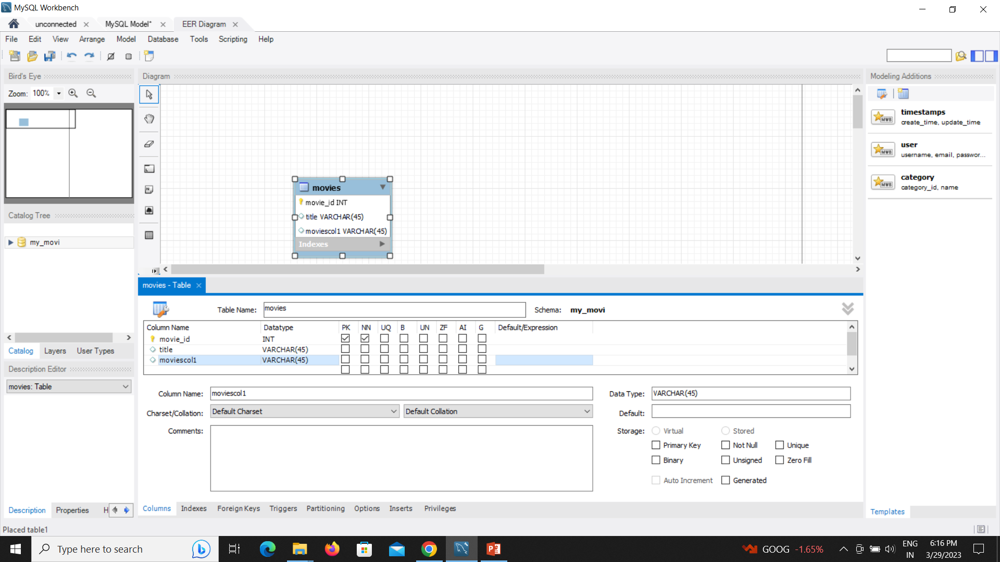 MySQL Workbench
unconnected
MySQL Model*
EER Diagram
File Edit View Arrange Model Database Tools Scripting Help
Bird's Eye
Diagram
Modeling Additions
Zoom: 100%
timestamps
create_time, update_time
user
username, email, passwor...
category
category_id, name
movies
movie_id INT
title VARCHAR(45)
moviescol1 VARCHAR(45)
Indexes
Catalog Tree
my_movi
Catalog Layers User Types
Description Editor
movies: Table
movies - Table
Table Name: movies Schema: my_movi
Column Name Datatype PK NN UQ B UN ZF AI G Default/Expression
movie_id INT
title VARCHAR(45)
moviescol1 VARCHAR(45)
Column Name: moviescol1 Data Type: VARCHAR(45)
Charset/Collation: Default Charset Default Collation Default:
Comments: Storage: Virtual Stored
Primary Key Not Null Unique
Binary Unsigned Zero Fill
Auto Increment Generated
Columns Indexes Foreign Keys Triggers Partitioning Options Inserts Privileges
Description Properties H
Templates
Placed table1
Type here to search
GOOG -1.65%
ENG
IN
6:16 PM
3/29/2023